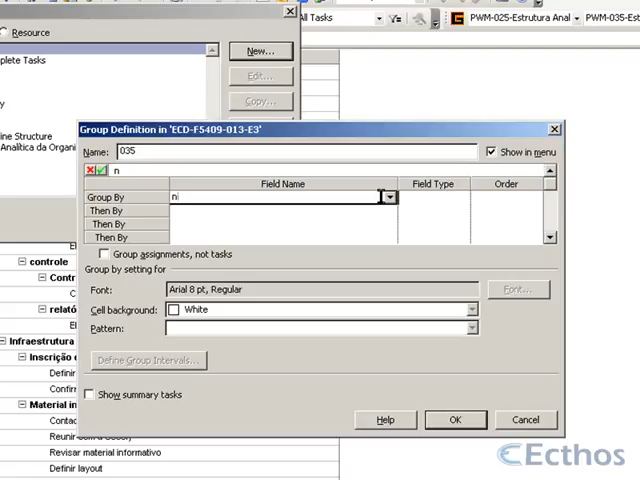 All Tasks
PWM-025-Estrutura Anal
PWM-035-Est
Resource
New...
plete Tasks
Edit...
Copy...
y
ine Structure
Analítica da Organi
Group Definition in 'ECD-F5409-013-E3'
Name: 035
Show in menu
n
Field Name Field Type Order
Group By n
Then By
Then By
Then By
Group assignments, not tasks
Group by setting for
Font: Arial 8 pt, Regular Font...
Cell background: White
Pattern:
Define Group Intervals...
Show summary tasks
Help OK Cancel
controle
Cont
relató
El
Infraestrutura
Inscrição
Definir
Confir
Material in
Contac
Reunir
Revisar material informativo
Definir layout
Ecthos